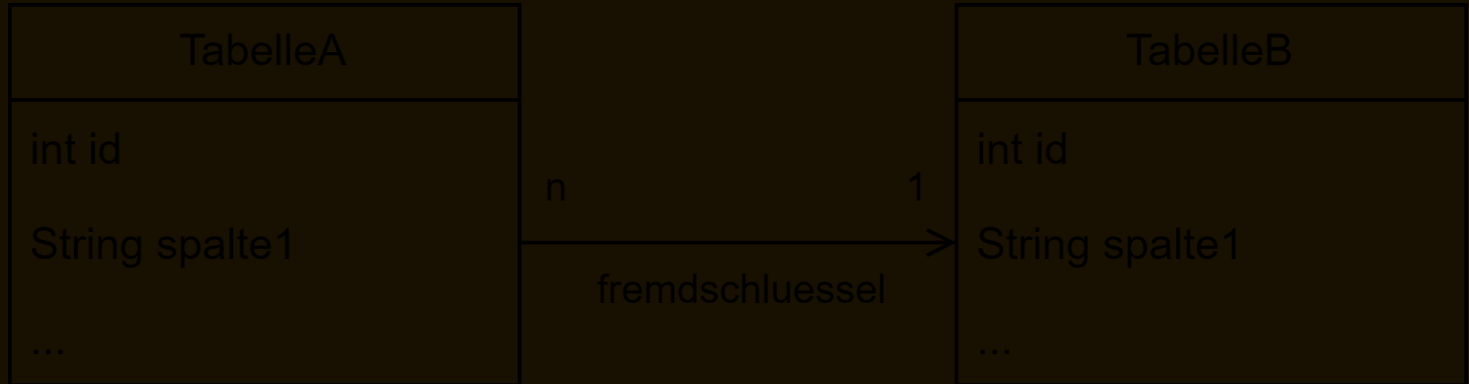 TabelleA
int id
String spalte1
...
n
1
fremdschluessel
TabelleB
int id
String spalte1
...